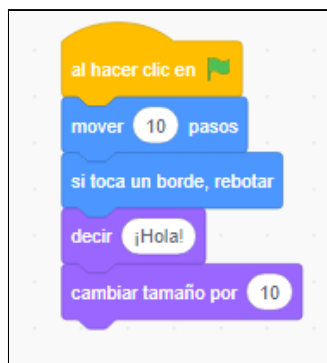 al hacer clic en
mover 10 pasos
si toca un borde, rebotar
decir ¡Hola!
cambiar tamaño por 10